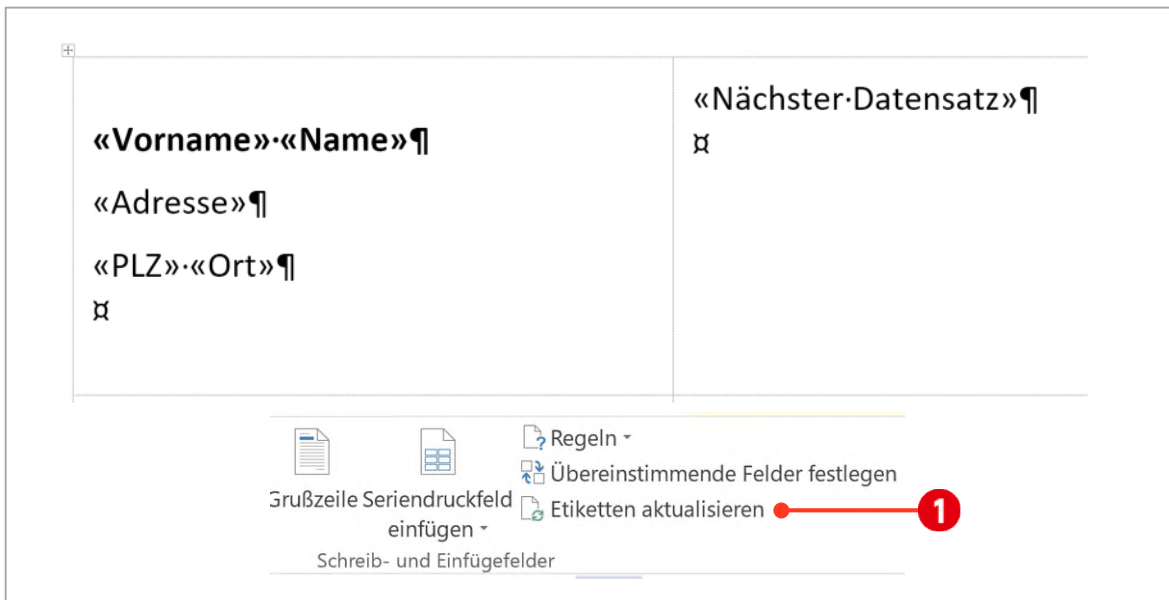 «Vorname»·«Name»¶
«Adresse»¶
«PLZ»·«Ort»¶
¤
«Nächster·Datensatz»¶
¤
Grußzeile
Seriendruckfeld
einfügen
Regeln
Übereinstimmende Felder festlegen
Etiketten aktualisieren
1
Schreib- und Einfügefelder